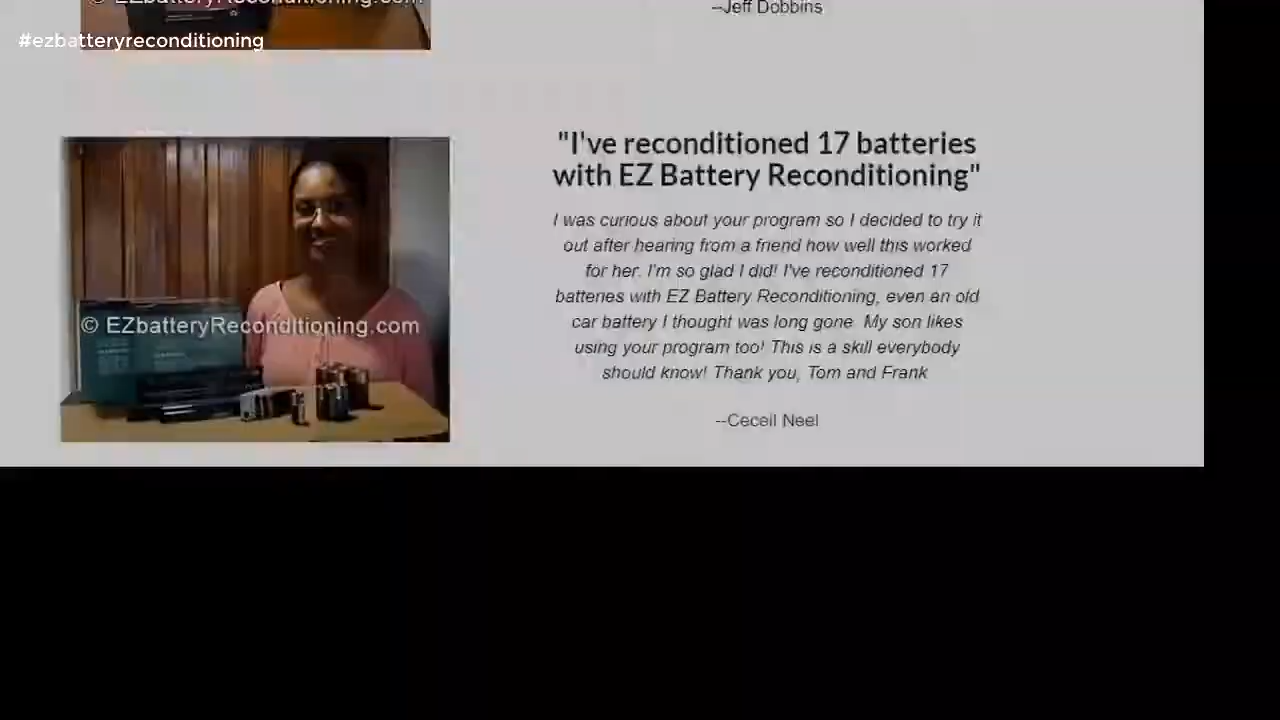 © EZbatteryReconditioning.com
--Jeff Dobbins
#ezbatteryreconditioning
"I've reconditioned 17 batteries
with EZ Battery Reconditioning"
I was curious about your program so I decided to try it
out after hearing from a friend how well this worked
for her. I'm so glad I did! I've reconditioned 17
batteries with EZ Battery Reconditioning, even an old
car battery I thought was long gone. My son likes
using your program too! This is a skill everybody
should know! Thank you, Tom and Frank
--Cecell Neel
© EZbatteryReconditioning.com